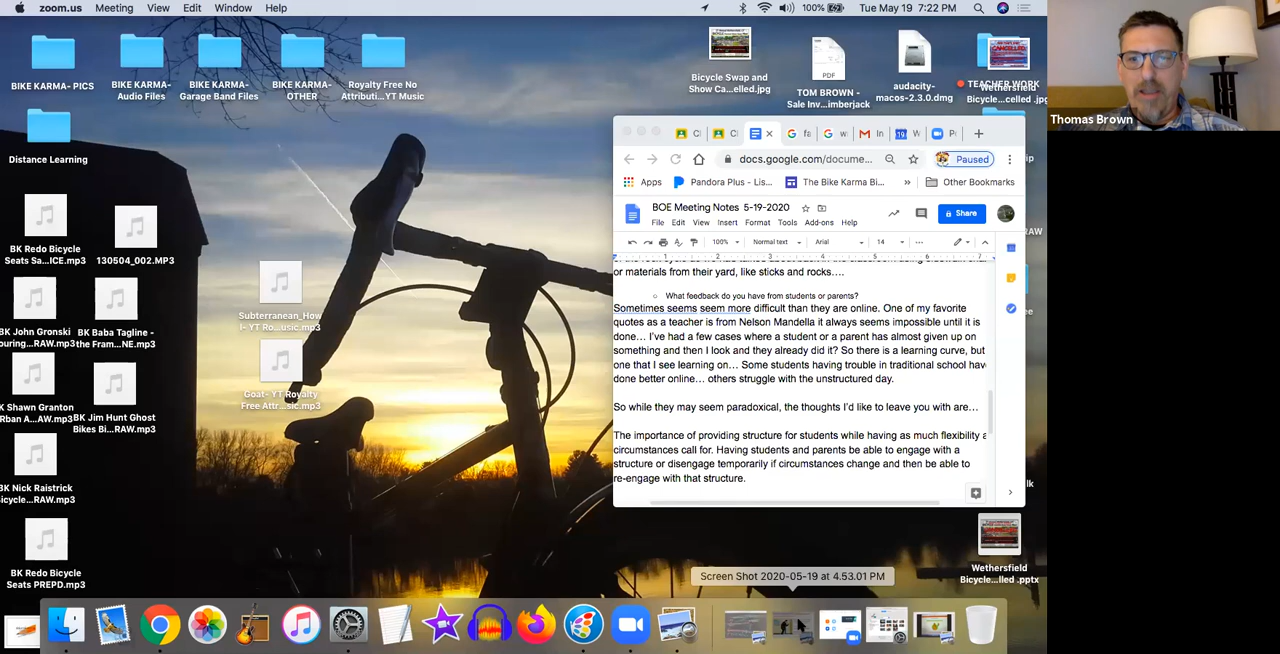 zoom.us Meeting View Edit Window Help
100% Tue May 19 7:22 PM
BIKE KARMA- PICS
BIKE KARMA-
Audio Files
BIKE KARMA-
Garage Band Files
BIKE KARMA-
OTHER
Royalty Free No
Attributi...YT Music
Bicycle Swap and
Show Ca...elled.jpg
PDF
TOM BROWN -
Sale Inv...imberjack
audacity-
macos-2.3.0.dmg
TEACHER WORK
Wethersfield
Bicycle...celled .jpg
Thomas Brown
Distance Learning
BK Redo Bicycle
Seats Sa...ICE.mp3
130504_002.MP3
BK John Gronski
ouring...RAW.mp3
BK Baba Tagline -
the Fram...NE.mp3
Subterranean_How
l- YT Ro...usic.mp3
Goat- YT Royalty
Free Attr...sic.mp3
BK Shawn Granton
Urban A...AW.mp3
BK Jim Hunt Ghost
Bikes Bi...RAW.mp3
BK Nick Raistrick
Bicycle...RAW.mp3
BK Redo Bicycle
Seats PREPD.mp3
docs.google.com/docume...
Paused
Apps Pandora Plus - Lis... The Bike Karma Bi... » Other Bookmarks
BOE Meeting Notes 5-19-2020
File Edit View Insert Format Tools Add-ons Help
Share
100% Normal text Arial 14
or materials from their yard, like sticks and rocks....
What feedback do you have from students or parents?
Sometimes seems seem more difficult than they are online. One of my favorite
quotes as a teacher is from Nelson Mandella it always seems impossible until it is
done... I've had a few cases where a student or a parent has almost given up on
something and then I look and they already did it? So there is a learning curve, but
one that I see learning on... Some students having trouble in traditional school have
done better online... others struggle with the unstructured day.
So while they may seem paradoxical, the thoughts I'd like to leave you with are...
The importance of providing structure for students while having as much flexibility a
circumstances call for. Having students and parents be able to engage with a
structure or disengage temporarily if circumstances change and then be able to
re-engage with that structure.
Wethersfield
Bicycle...lled .pptx
Screen Shot 2020-05-19 at 4.53.01 PM